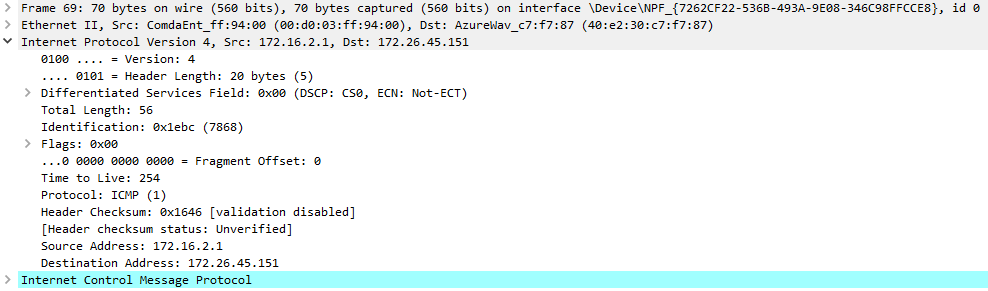 Frame 69: 70 bytes on wire (560 bits), 70 bytes captured (560 bits) on interface \Device\NPF_{7262CF22-536B-493A-9E08-346C98FFCCE8}, id 0
Ethernet II, Src: ComdaEnt_ff:94:00 (00:d0:03:ff:94:00), Dst: AzureWav_c7:f7:87 (40:e2:30:c7:f7:87)
Internet Protocol Version 4, Src: 172.16.2.1, Dst: 172.26.45.151
0100 .... = Version: 4
.... 0101 = Header Length: 20 bytes (5)
Differentiated Services Field: 0x00 (DSCP: CS0, ECN: Not-ECT)
Total Length: 56
Identification: 0x1ebc (7868)
Flags: 0x00
...0 0000 0000 0000 = Fragment Offset: 0
Time to Live: 254
Protocol: ICMP (1)
Header Checksum: 0x1646 [validation disabled]
[Header checksum status: Unverified]
Source Address: 172.16.2.1
Destination Address: 172.26.45.151
Internet Control Message Protocol